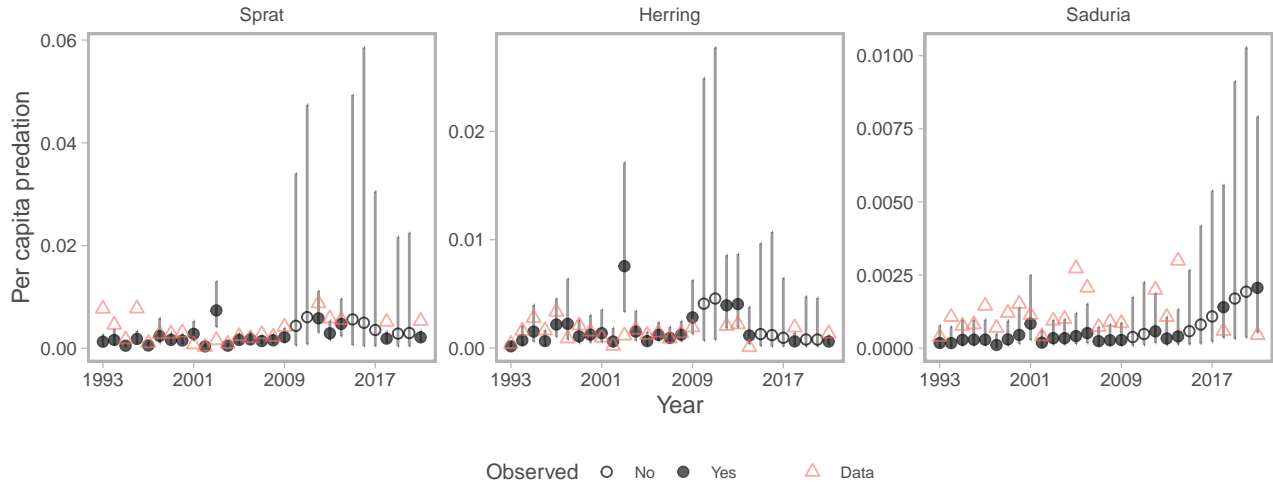 Sprat
Herring
Saduria
Per capita predation
0.06
0.04
0.02
0.00
0.02
0.01
0.00
0.0100
0.0075
0.0050
0.0025
0.0000
1993 2001 2009 2017
1993 2001 2009 2017
1993 2001 2009 2017
Year
Observed No Yes Data